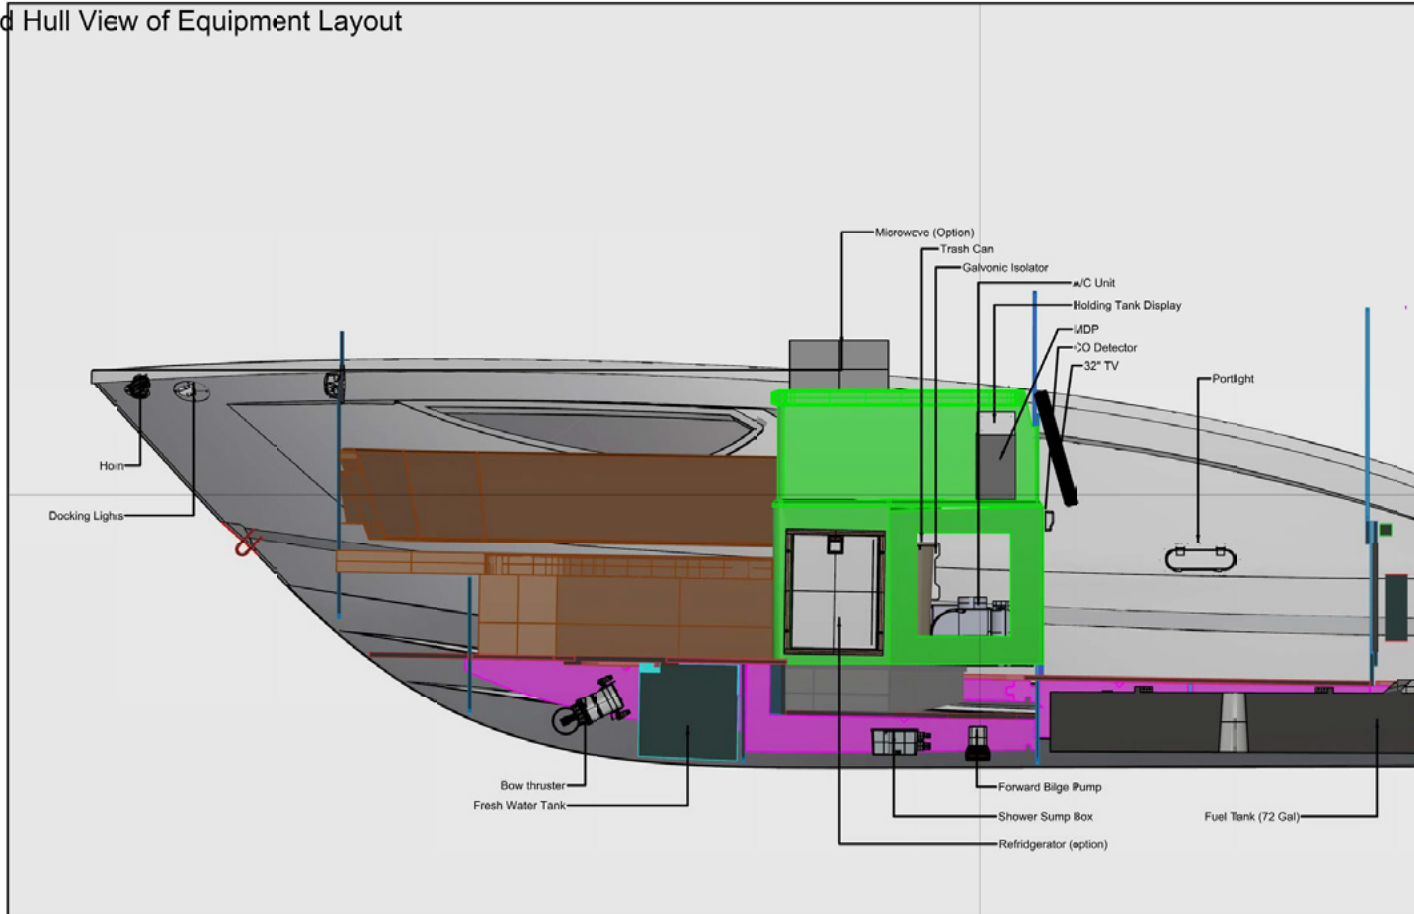 d Hull View of Equipment Layout
Microwave (Option)
Trash Can
Galvonic Isolator
A/C Unit
Holding Tank Display
MDP
CO Detector
32" TV
Portlight
Horn
Docking Lights
Bow thruster
Fresh Water Tank
Forward Bilge Pump
Shower Sump Box
Fuel Tank (72 Gal)
Refridgerator (option)